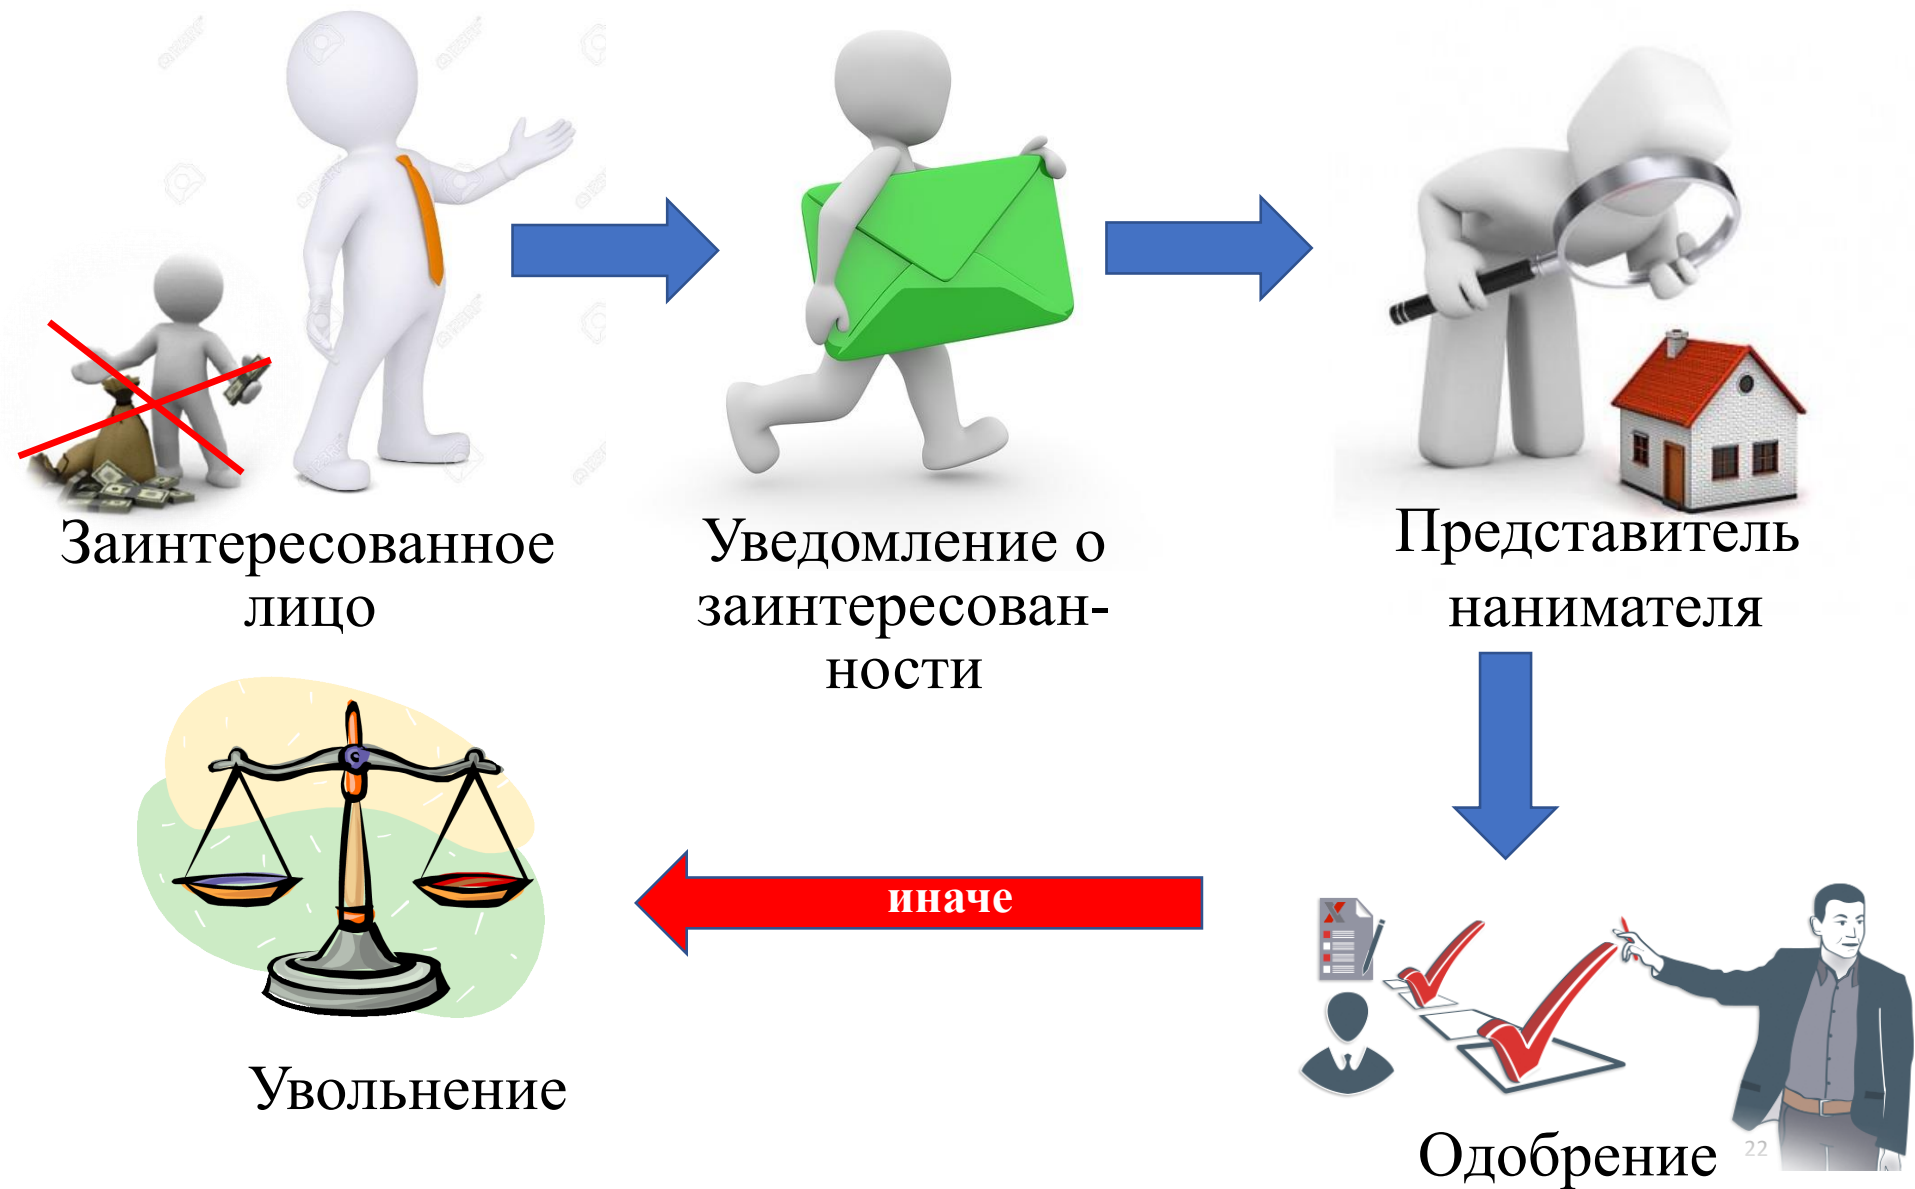 Заинтересованное
лицо
Уведомление о
заинтересован-
ности
Представитель
нанимателя
иначе
Увольнение
Одобрение
22